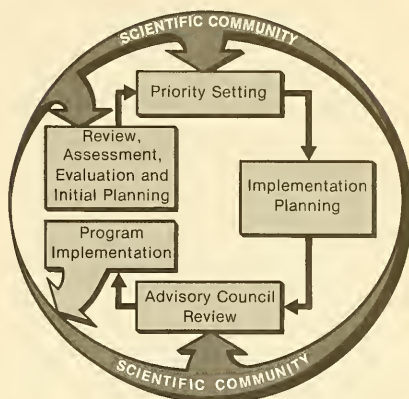 SCIENTIFIC COMMUNITY
Priority Setting
Review,
Assessment,
Evaluation and
Initial Planning
Implementation
Planning
Program
Implementation
Advisory Council
Review
SCIENTIFIC COMMUNITY